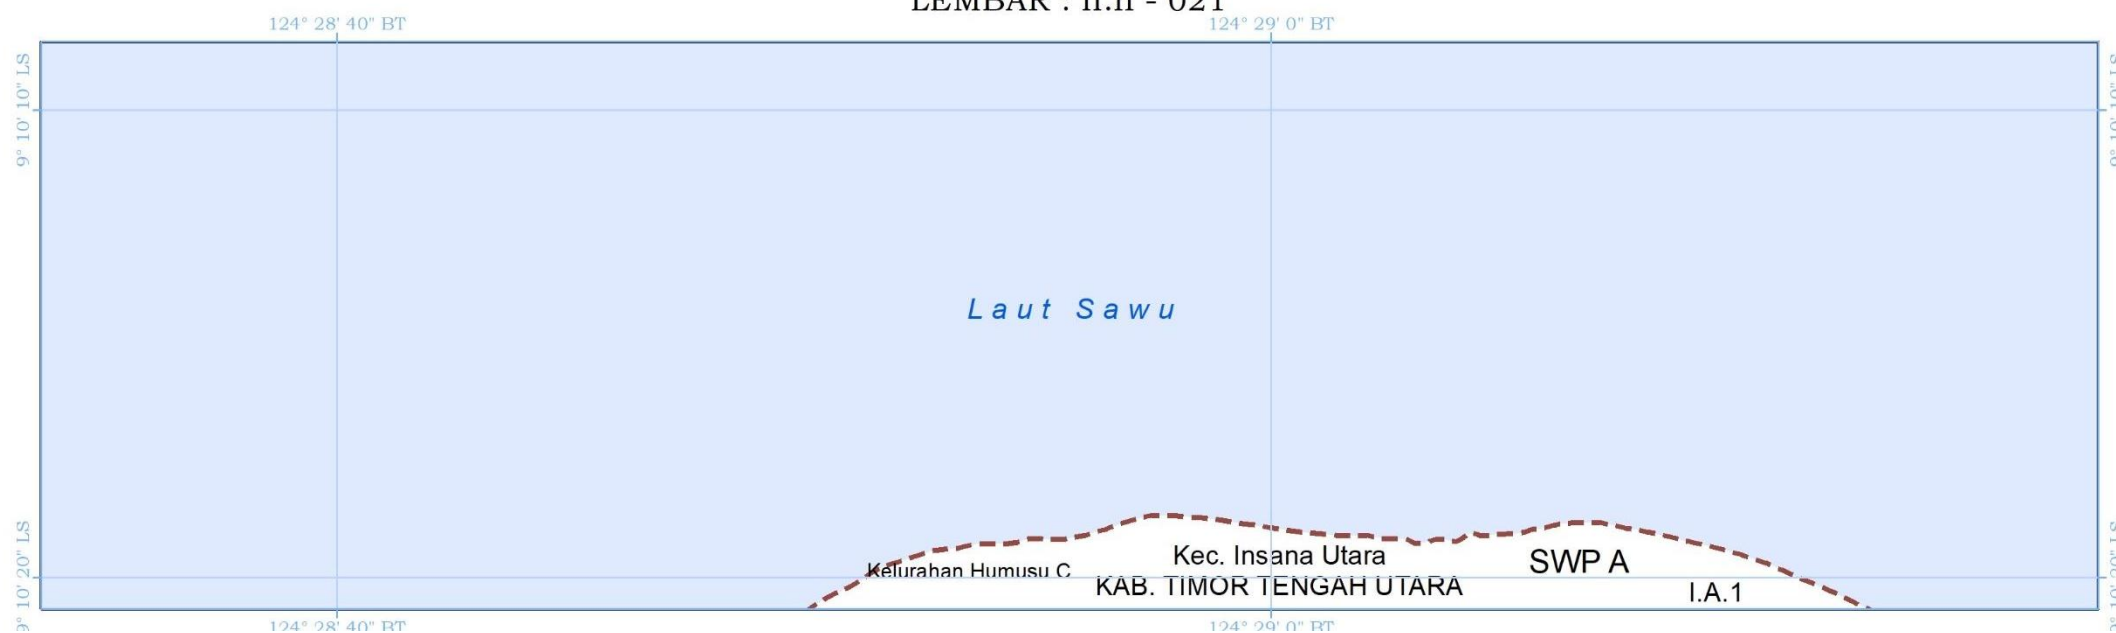 LEMBAR : II.II - 021
124° 28' 40" BT
124° 29' 0" BT
9° 10' 10" LS
9° 10' 10" LS
Laut Sawu
9° 10' 20" LS
9° 10' 20" LS
Kec. Insana Utara
SWP A
Kelurahan Humusu C
KAB. TIMOR TENGAH UTARA
I.A.1
124° 28' 40" BT
124° 29' 0" BT